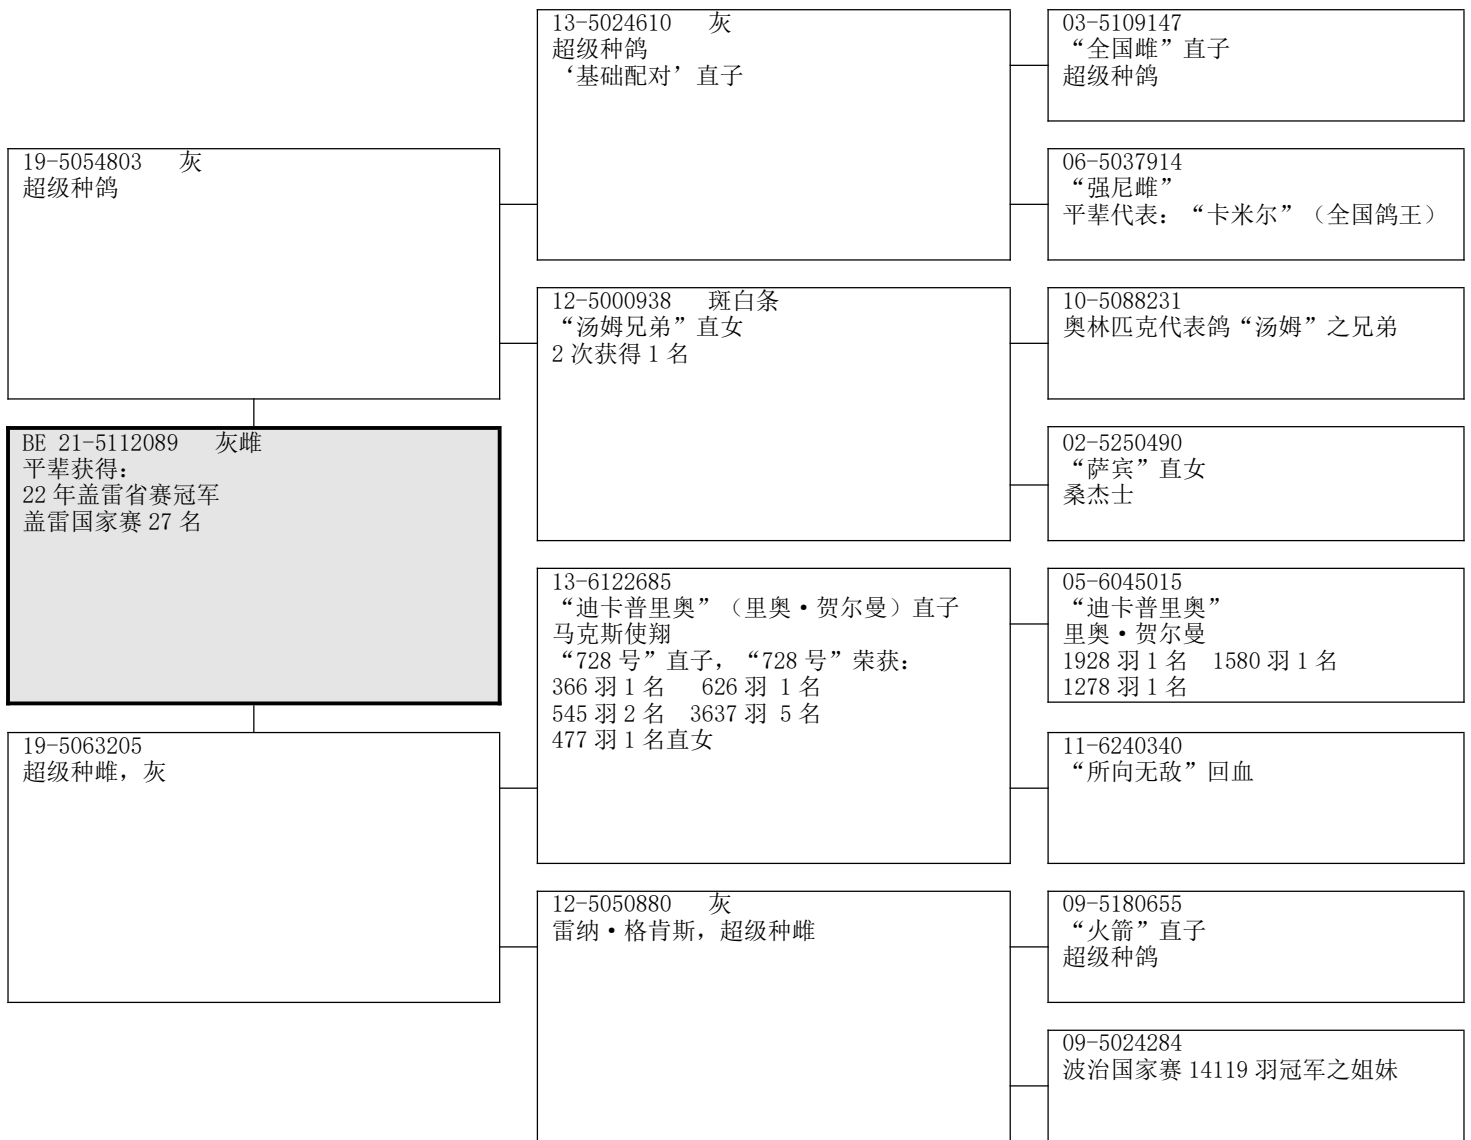 19-5054803 灰
超级种鸽
BE 21-5112089 灰雌
平辈获得：
22 年盖雷省赛冠军
盖雷国家赛 27 名
19-5063205
超级种雌，灰
13-5024610 灰
超级种鸽
‘基础配对’直子
12-5000938 斑白条
“汤姆兄弟”直女
2 次获得 1 名
13-6122685
“迪卡普里奥”（里奥·贺尔曼）直子
马克斯使翔
“728 号”直子，“728 号”荣获：
366 羽 1 名 626 羽 1 名
545 羽 2 名 3637 羽 5 名
477 羽 1 名直女
12-5050880 灰
雷纳·格肯斯，超级种雌
03-5109147
“全国雌”直子
超级种鸽
06-5037914
“强尼雌”
平辈代表：“卡米尔”（全国鸽王）
10-5088231
奥林匹克代表鸽“汤姆”之兄弟
02-5250490
“萨宾”直女
桑杰士
05-6045015
“迪卡普里奥”
里奥·贺尔曼
1928 羽 1 名 1580 羽 1 名
1278 羽 1 名
11-6240340
“所向无敌”回血
09-5180655
“火箭”直子
超级种鸽
09-5024284
波治国家赛 14119 羽冠军之姐妹